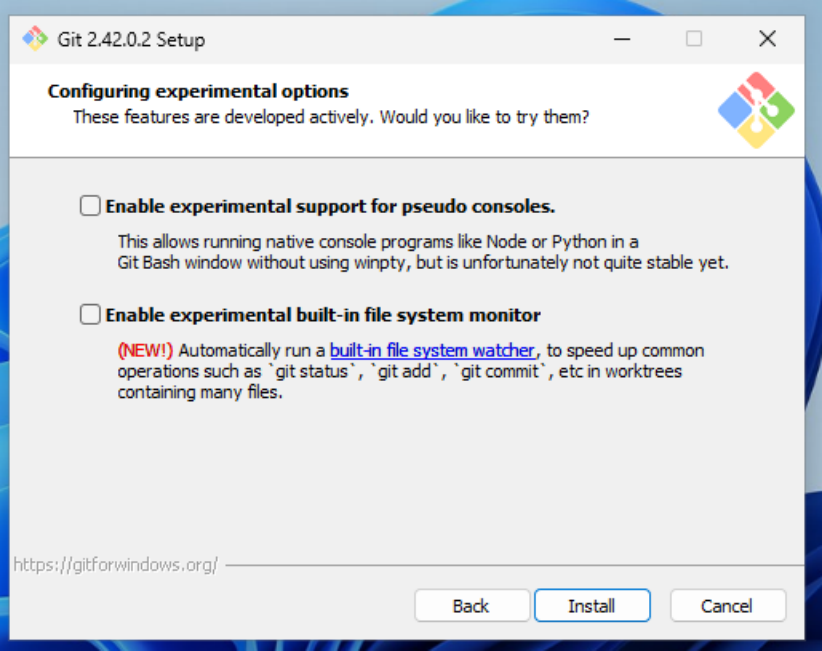 Git 2.42.0.2 Setup
Configuring experimental options
These features are developed actively. Would you like to try them?
Enable experimental support for pseudo consoles.
This allows running native console programs like Node or Python in a
Git Bash window without using winpty, but is unfortunately not quite stable yet.
Enable experimental built-in file system monitor
(NEW!) Automatically run a built-in file system watcher, to speed up common
operations such as `git status`, `git add`, `git commit`, etc in worktrees
containing many files.
https://gitforwindows.org/
Back Install Cancel